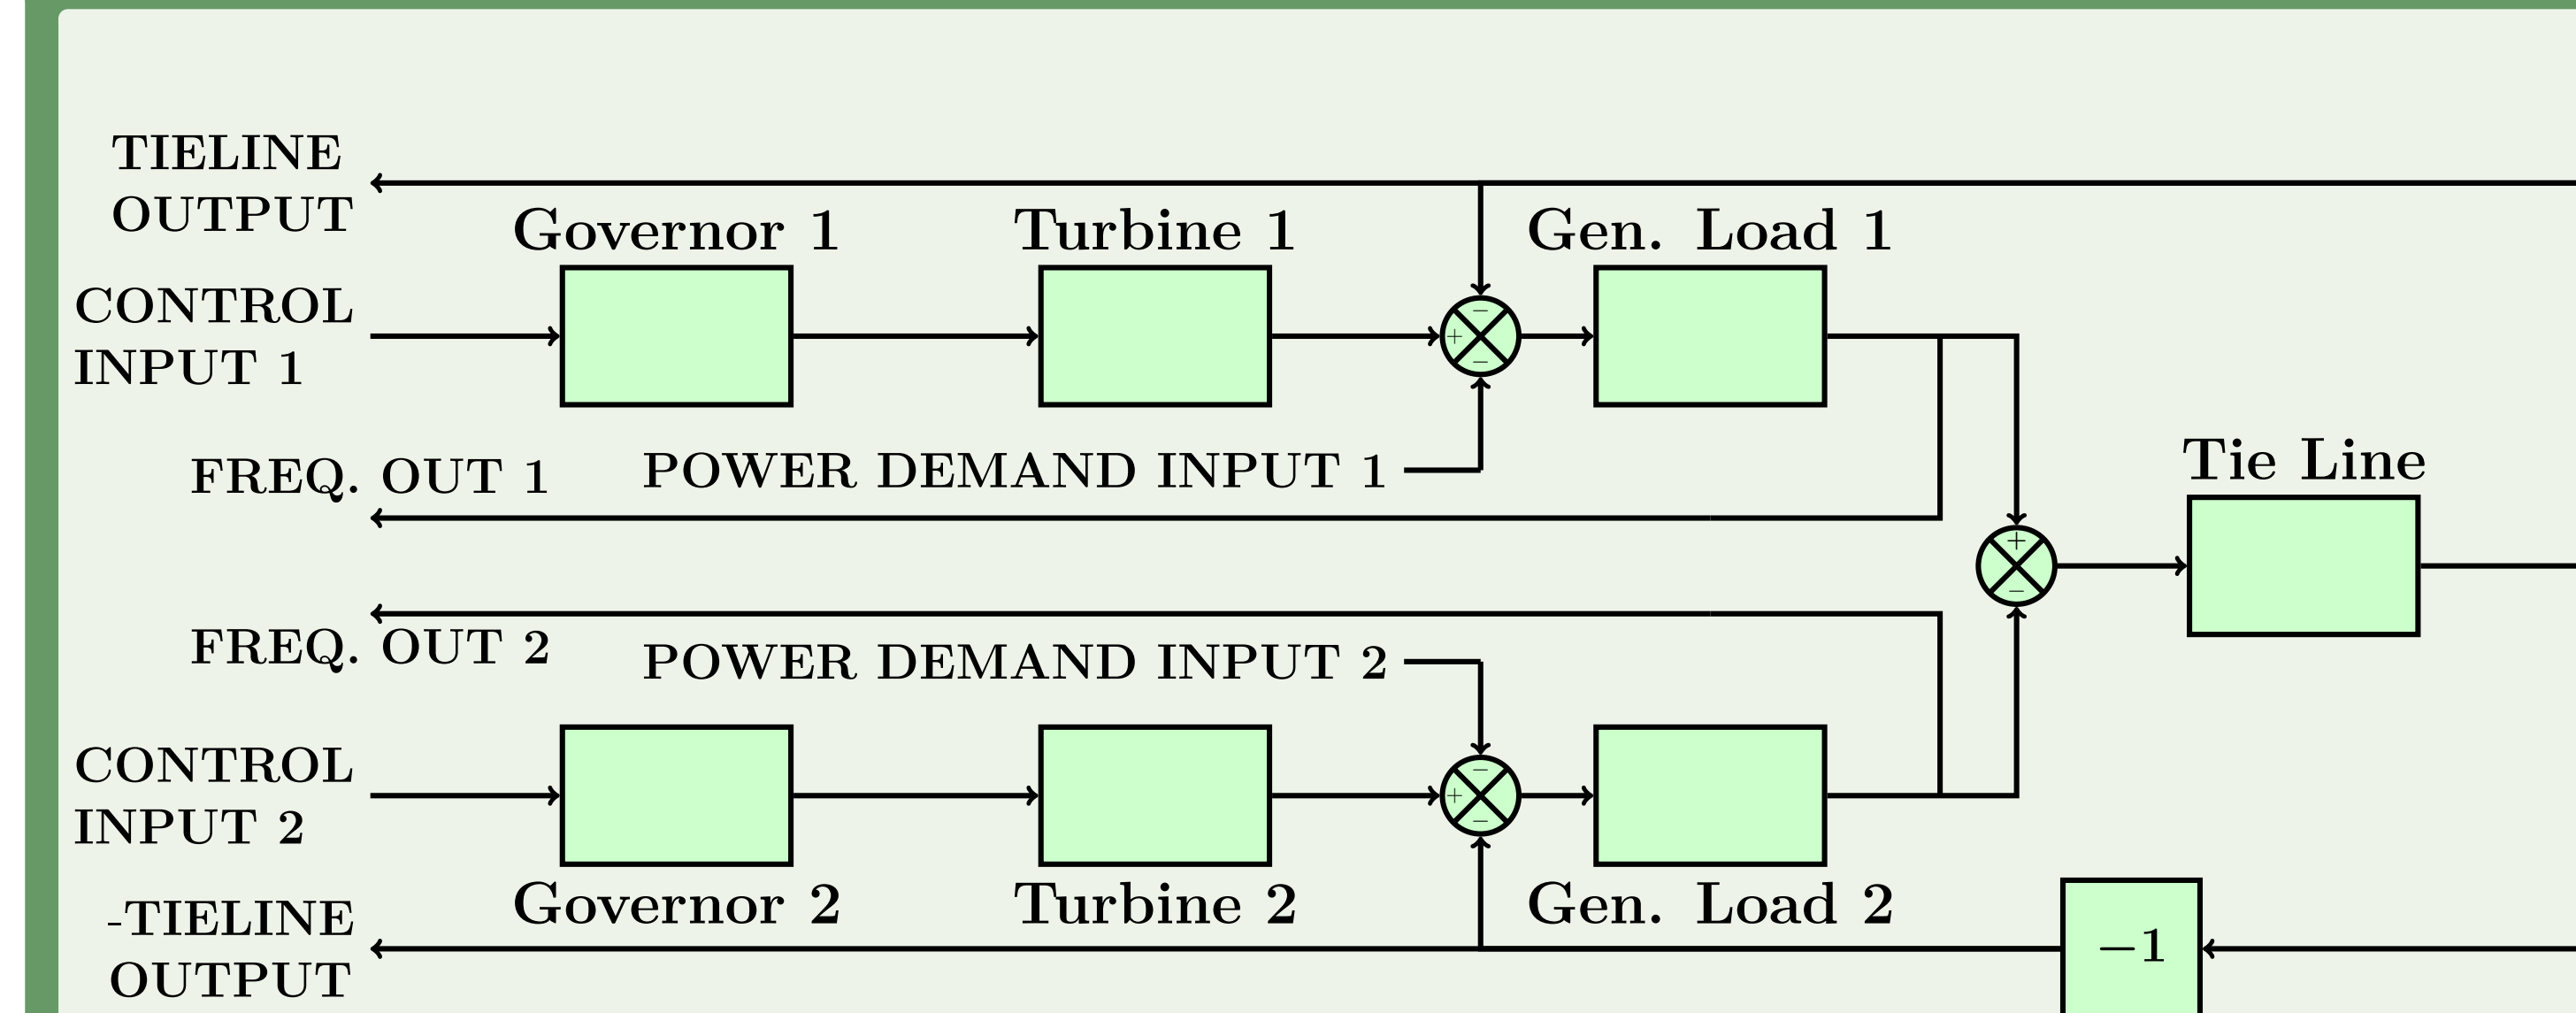 TIELINE
OUTPUT
Governor 1
Turbine 1
Gen. Load 1
CONTROL
INPUT 1
−
+
−
FREQ. OUT 1
POWER DEMAND INPUT 1
Tie Line
+
−
FREQ. OUT 2
POWER DEMAND INPUT 2
CONTROL
INPUT 2
−
+
−
Governor 2
Turbine 2
Gen. Load 2
-TIELINE
OUTPUT
−1